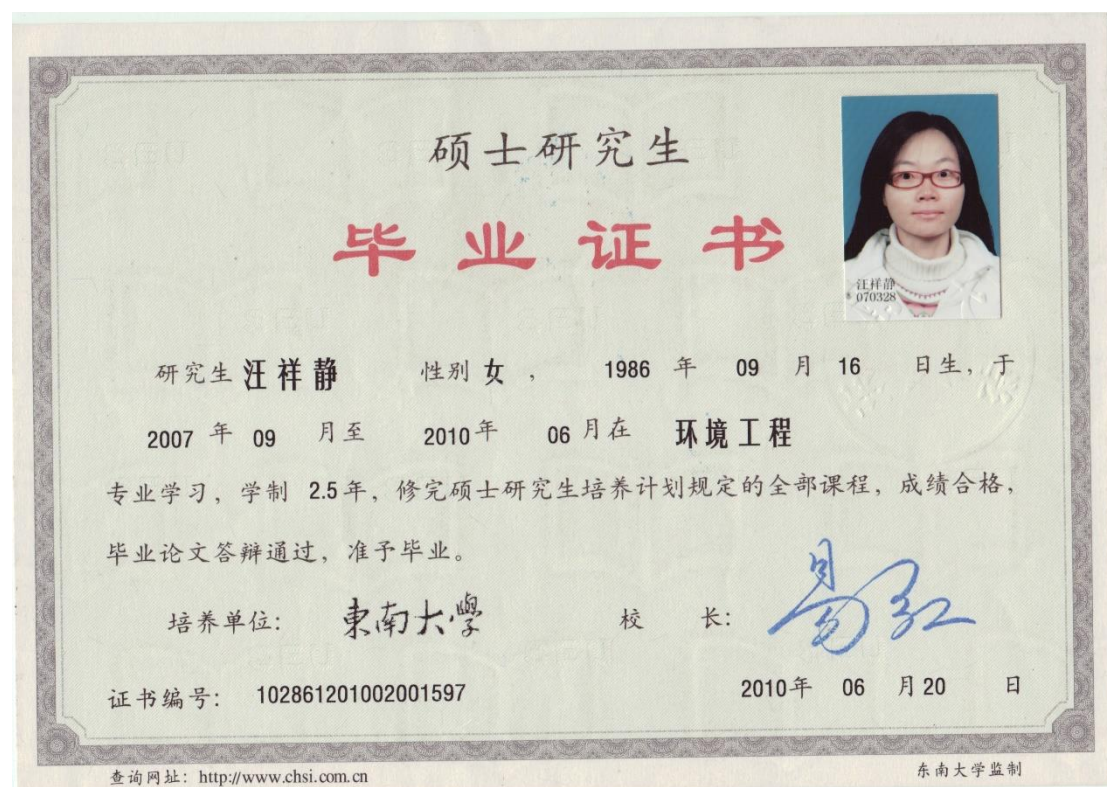 硕士研究生
毕业证书
汪祥静
070328
研究生 汪祥静 性别 女 , 1986 年 09 月 16 日生, 于
2007 年 09 月至 2010 年 06 月在 环境工程
专业学习, 学制 2.5 年, 修完硕士研究生培养计划规定的全部课程, 成绩合格,
毕业论文答辩通过, 准予毕业。
培养单位: 東南大學 校 长: 易红
证书编号: 102861201002001597 2010 年 06 月 20 日
查询网址: http://www.chsi.com.cn 东南大学监制